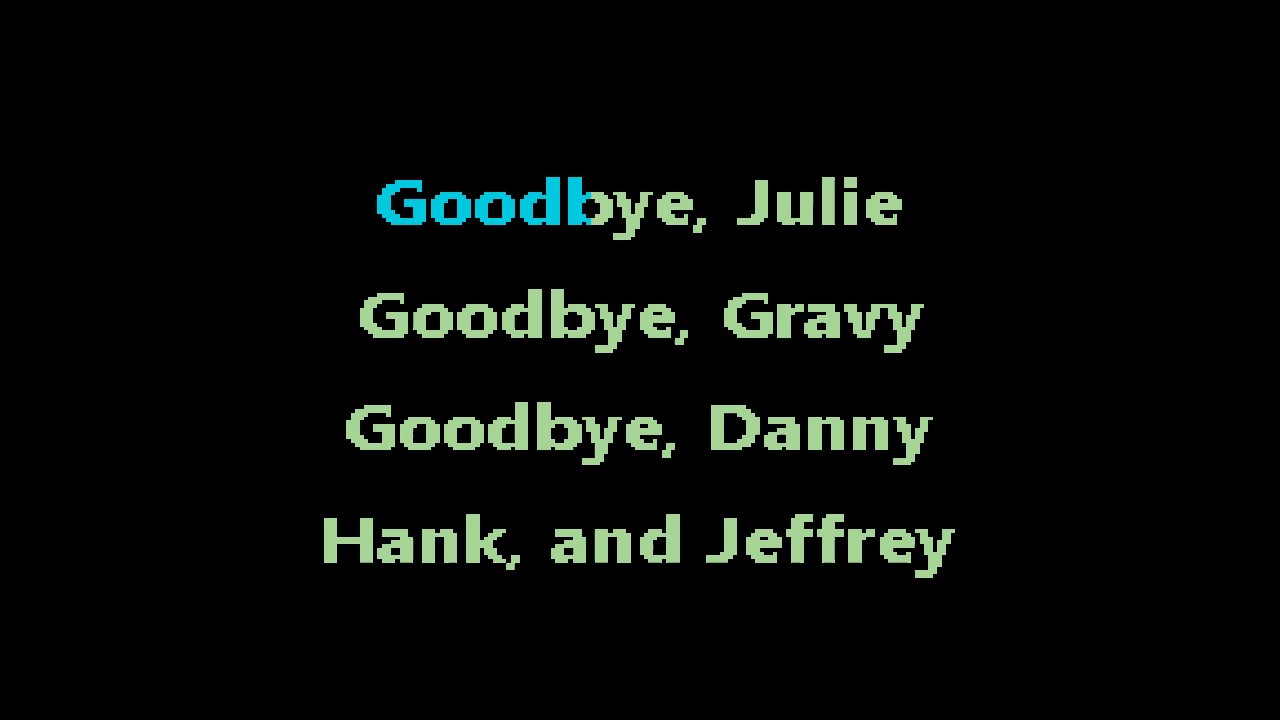 Goodbye, Julie
Goodbye, Gravy
Goodbye, Danny
Hank, and Jeffrey